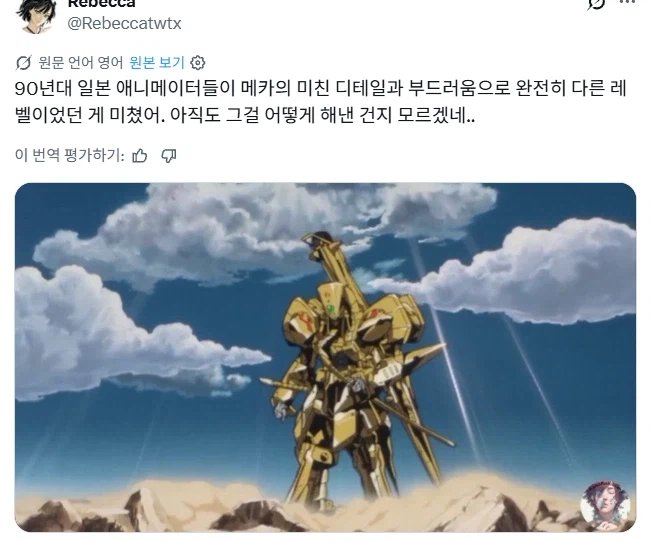 Rebecca
@Rebeccatwtx
원문 언어 영어 원본 보기
90년대 일본 애니메이터들이 메카의 미친 디테일과 부드러움으로 완전히 다른 레
벨이었던 게 미쳤어. 아직도 그걸 어떻게 해낸 건지 모르겠네..
이 번역 평가하기: